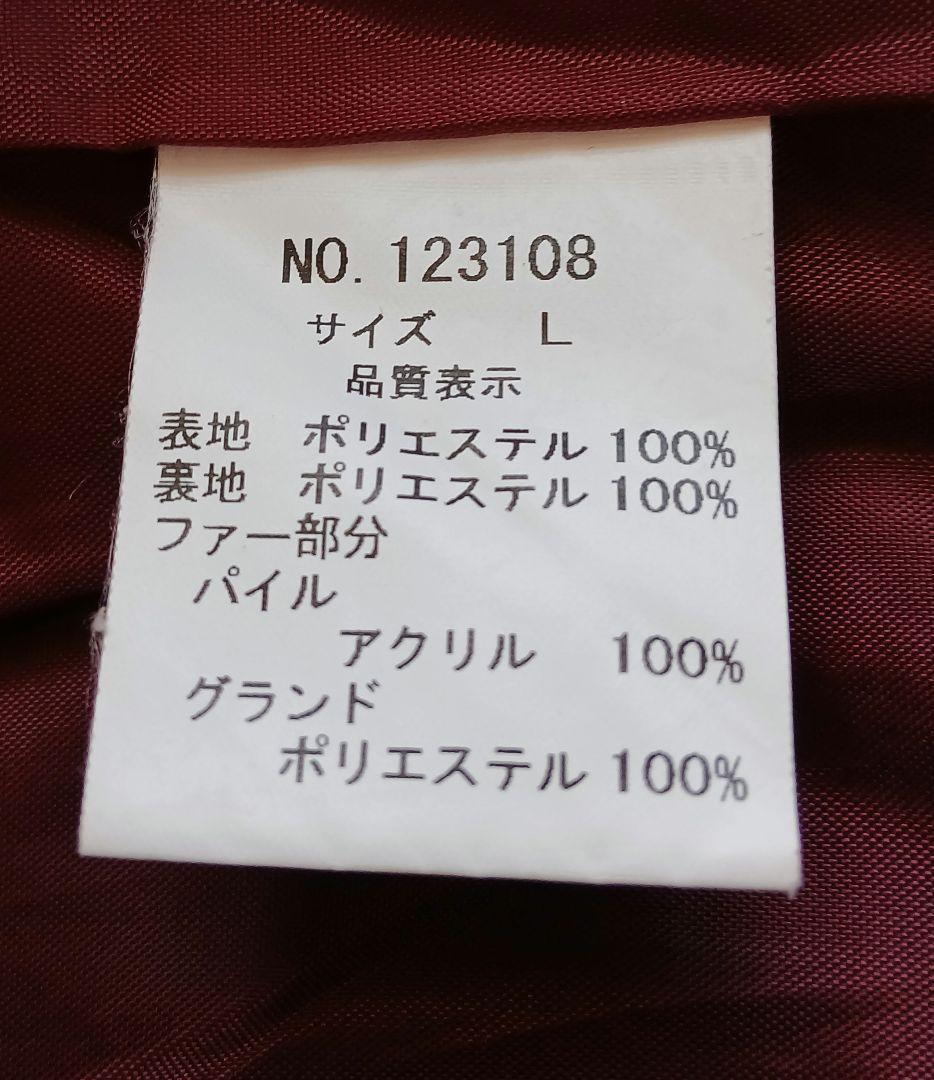 NO. 123108
サイズ L
品質表示
表地 ポリエステル 100%
裏地 ポリエステル 100%
ファー部分
パイル
アクリル 100%
グランド
ポリエステル 100%